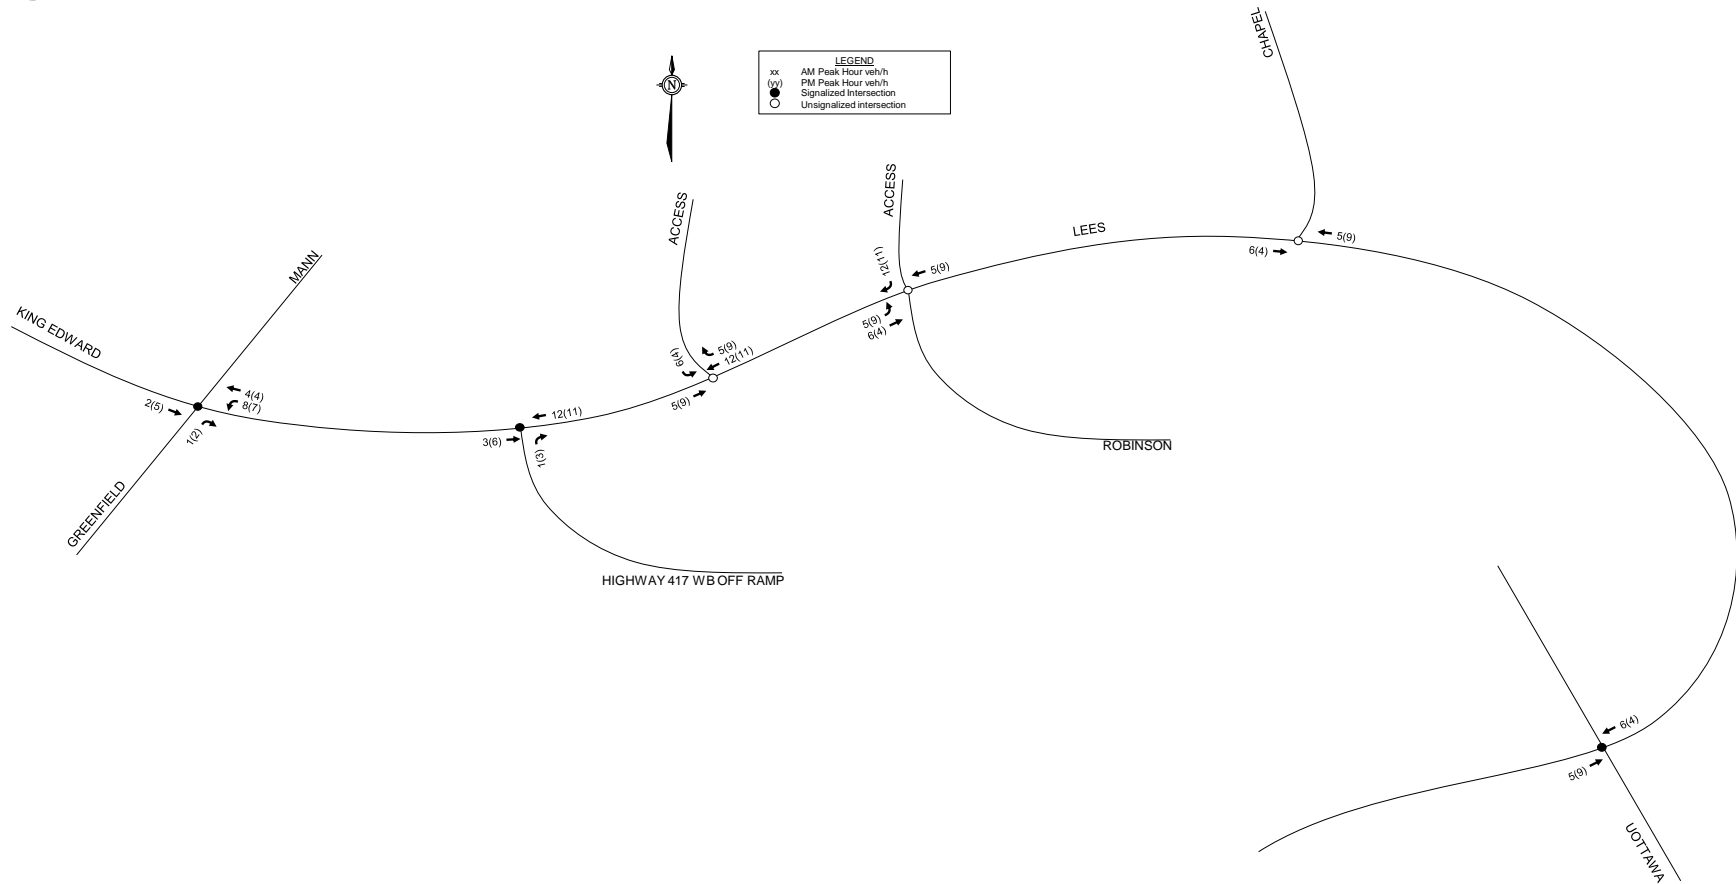 CHAPEL
LEGEND
xx AM Peak Hour veh/h
(yy) PM Peak Hour veh/h
Signalized Intersection
Unsignalized intersection
N
ACCESS
ACCESS
LEES
5(9)
6(4)
12(11)
5(9)
5(9)
6(4)
MANN
KING EDWARD
5(9)
12(11)
6(4)
5(9)
4(4)
8(7)
2(5)
1(2)
12(11)
3(6)
1(3)
ROBINSON
GREENFIELD
HIGHWAY 417 WB OFF RAMP
6(4)
5(9)
UOTTAWA